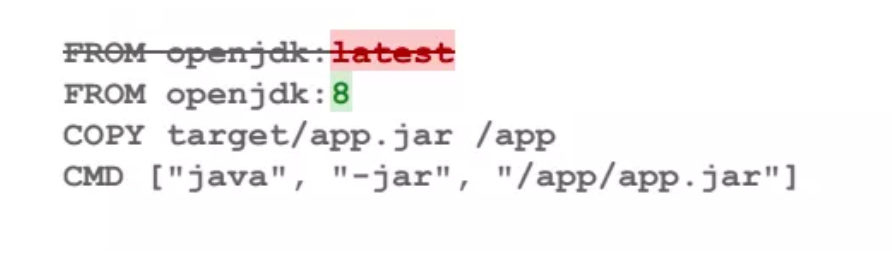 FROM openjdk:latest
FROM openjdk:8
COPY target/app.jar /app
CMD ["java", "-jar", "/app/app.jar"]